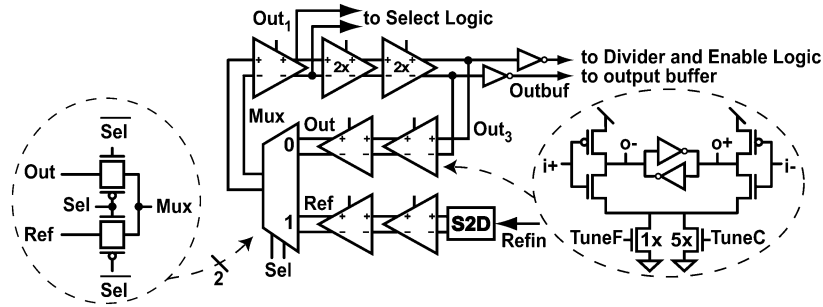 Out1
to Select Logic
2x
2x
to Divider and Enable Logic
to output buffer
Outbuf
Mux
Out
Out3
0
Sel
Out
Sel
Mux
Ref
Sel
2
1
Ref
S2D
Refin
Sel
i+
o-
o+
i-
TuneF
1x
5x
TuneC